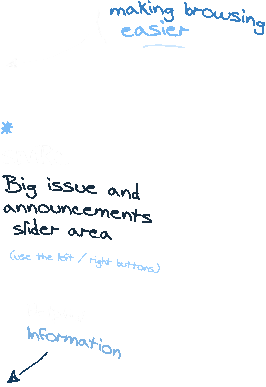 making browsing
easier
*
Big issue and
announcements
slider area
(use the left / right buttons)
Information